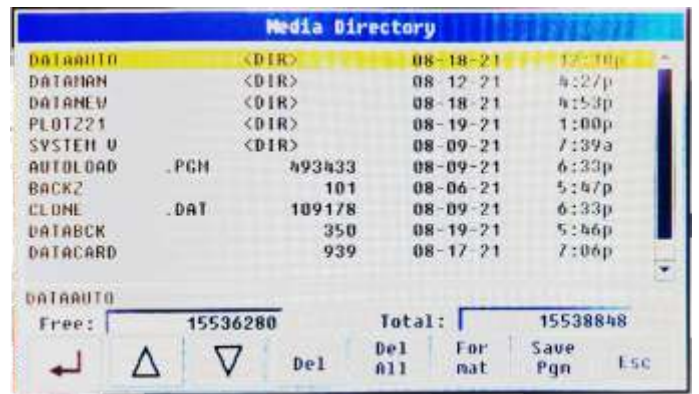 Media Directory
DATAAUTO <DIR> 08-18-21
DATAMAN <DIR> 08-12-21 4:27p
DATANEW <DIR> 08-18-21 4:53p
PLOTZ21 <DIR> 08-19-21 1:00p
SYSTEM V <DIR> 08-09-21 7:39a
AUTOLOAD .PGM 493433 08-09-21 6:33p
BACK2 101 08-06-21 5:47p
CLONE .DAT 109178 08-09-21 6:33p
DATABCK 350 08-19-21 5:46p
DATACARD 939 08-17-21 7:06p
DATAAUTO
Free: 15536280 Total: 15538848
Del Del All For mat Save Pgm Esc